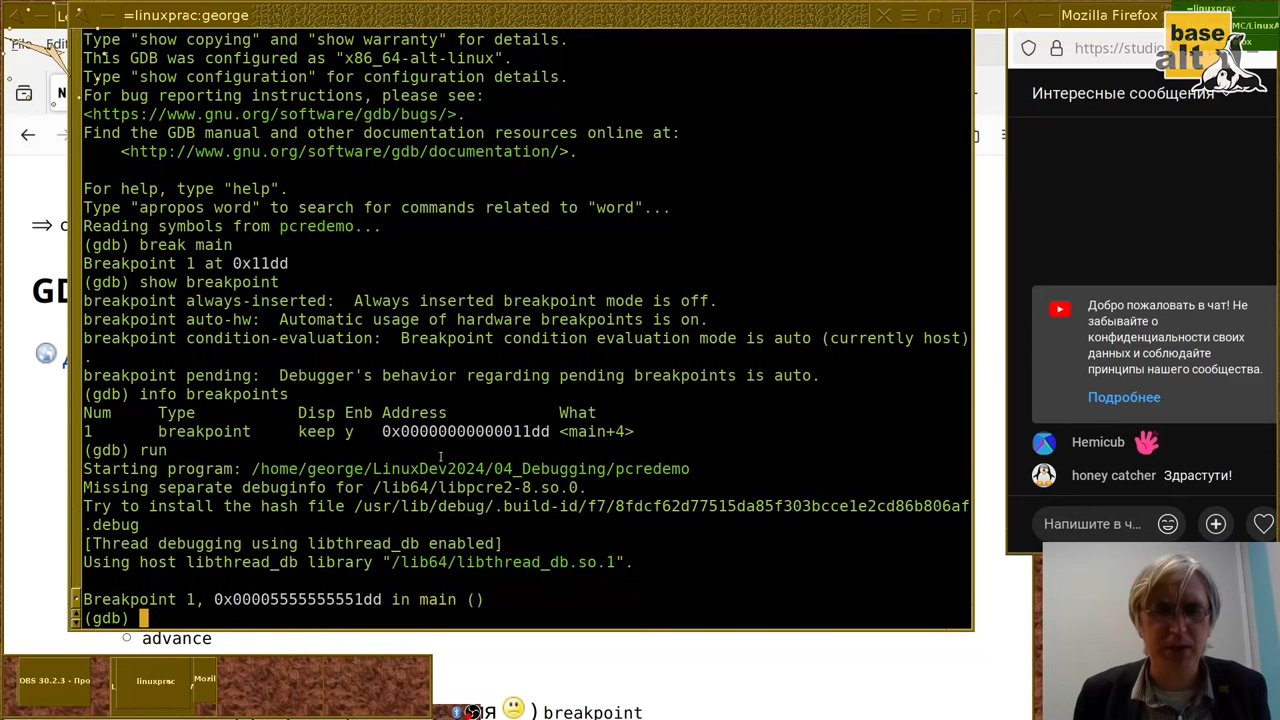 =linuxprac:george
Type "show copying" and "show warranty" for details.
This GDB was configured as "x86_64-alt-linux".
Type "show configuration" for configuration details.
For bug reporting instructions, please see:
<https://www.gnu.org/software/gdb/bugs/>.
Find the GDB manual and other documentation resources online at:
<http://www.gnu.org/software/gdb/documentation/>.
For help, type "help".
Type "apropos word" to search for commands related to "word"...
Reading symbols from pcredemo...
(gdb) break main
Breakpoint 1 at 0x11dd
(gdb) show breakpoint
breakpoint always-inserted:  Always inserted breakpoint mode is off.
breakpoint auto-hw:  Automatic usage of hardware breakpoints is on.
breakpoint condition-evaluation:  Breakpoint condition evaluation mode is auto (currently host)
.
breakpoint pending:  Debugger's behavior regarding pending breakpoints is auto.
(gdb) info breakpoints
Num     Type           Disp Enb Address            What
1       breakpoint     keep y   0x00000000000011dd <main+4>
(gdb) run
Starting program: /home/george/LinuxDev2024/04_Debugging/pcredemo
Missing separate debuginfo for /lib64/libpcre2-8.so.0.
Try to install the hash file /usr/lib/debug/.build-id/f7/8fdcf62d77515da85f303bcce1e2cd86b806af
.debug
[Thread debugging using libthread_db enabled]
Using host libthread_db library "/lib64/libthread_db.so.1".
Breakpoint 1, 0x00005555555551dd in main ()
(gdb)
advance
) breakpoint
OBS 30.2.3 - Про
linuxprac
Mozil
Mozilla Firefox
=linuxprac
https://studio
base
alt
Интересные сообщения
Добро пожаловать в чат! Не
забывайте о
конфиденциальности своих
данных и соблюдайте
принципы нашего сообщества.
Подробнее
Hemicub
honey catcher Здрастути!
Напишите в ч...